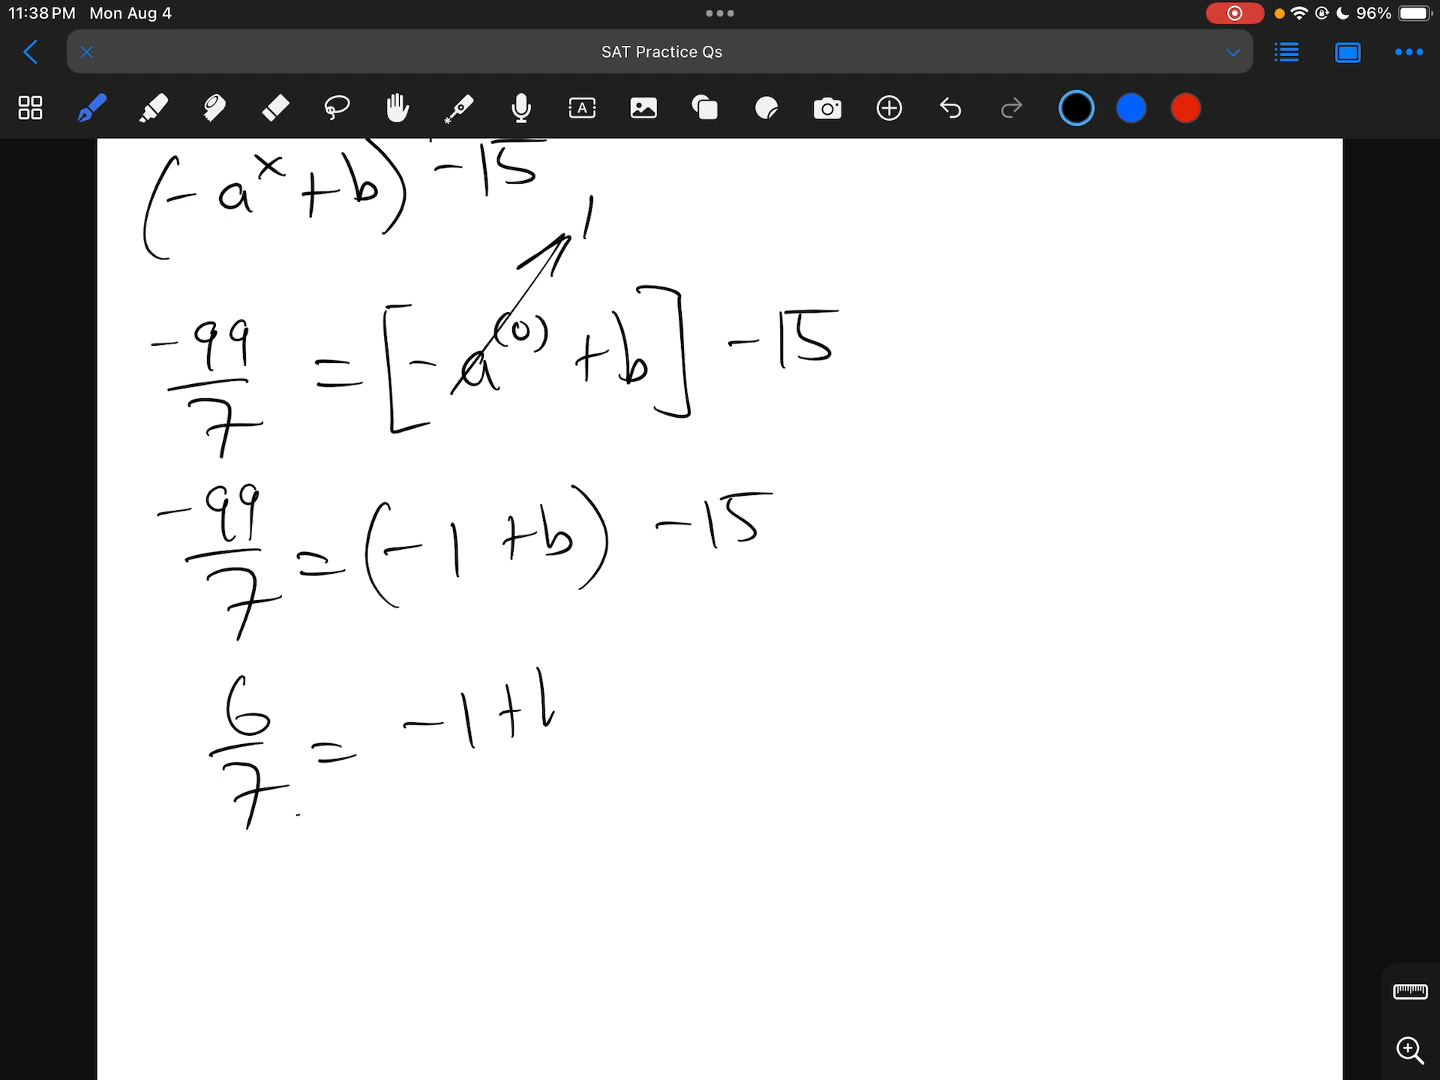 11:38 PM Mon Aug 4
96%
SAT Practice Qs
A
(-a^x + b) - 15
1
-99/7 = [-a^(0) + b] - 15
-99/7 = (-1 + b) - 15
6/7 = -1 + l